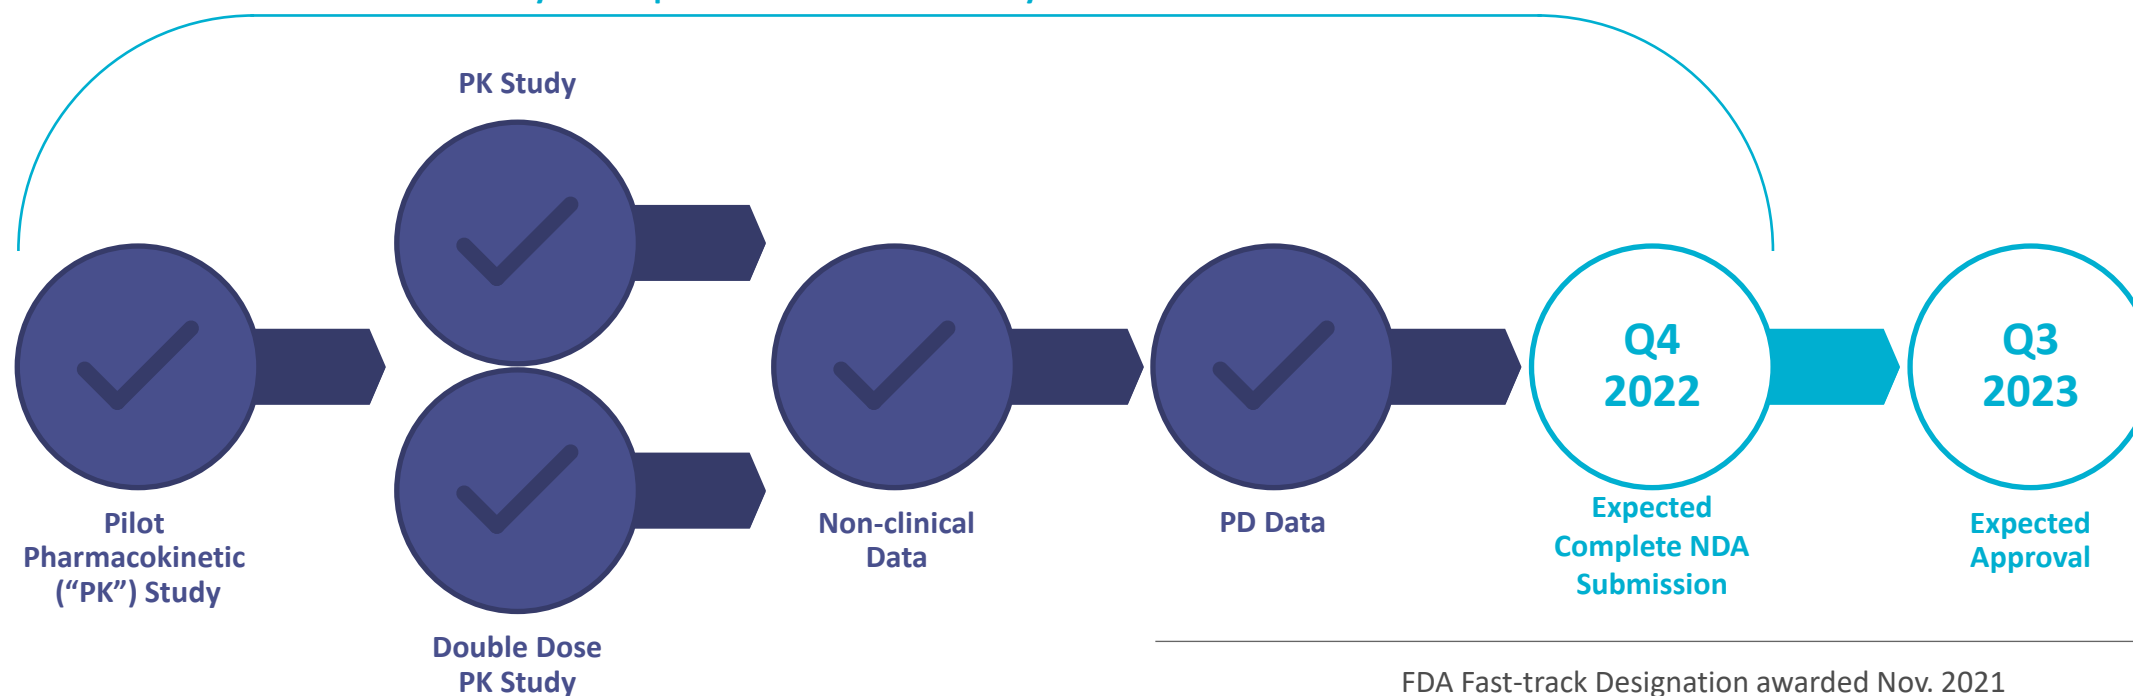 PK Study
Pilot
Pharmacokinetic
(“PK”) Study
Double Dose
PK Study
Non-clinical
Data
PD Data
Q4
2022
Expected
Complete NDA
Submission
Q3
2023
Expected
Approval
FDA Fast-track Designation awarded Nov. 2021